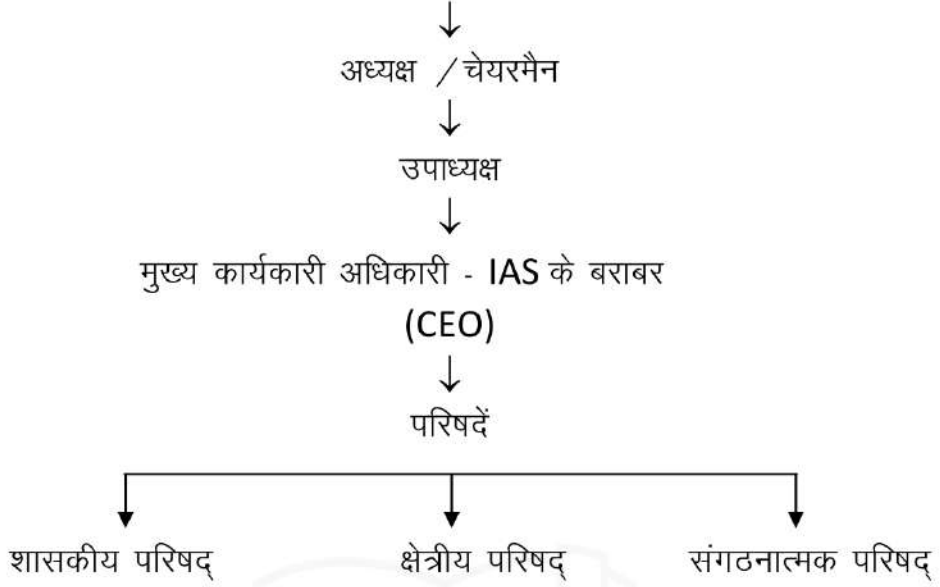 अध्यक्ष / चेयरमैन
उपाध्यक्ष
मुख्य कार्यकारी अधिकारी - IAS के बराबर
(CEO)
परिषदें
शासकीय परिषद् क्षेत्रीय परिषद् संगठनात्मक परिषद्